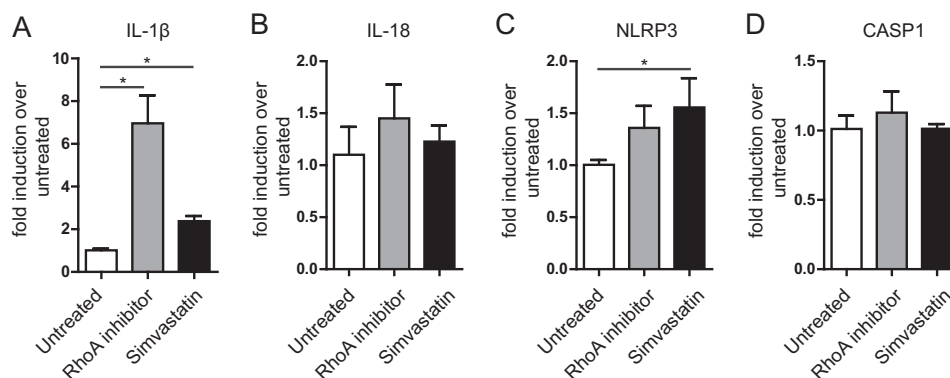 A
IL-1β
fold induction over
untreated
10
8
6
4
2
0
*
*
Untreated
RhoA inhibitor
Simvastatin
B
IL-18
fold induction over
untreated
2.0
1.5
1.0
0.5
0.0
Untreated
RhoA inhibitor
Simvastatin
C
NLRP3
fold induction over
untreated
2.0
1.5
1.0
0.5
0.0
*
Untreated
RhoA inhibitor
Simvastatin
D
CASP1
fold induction over
untreated
1.5
1.0
0.5
0.0
Untreated
RhoA inhibitor
Simvastatin